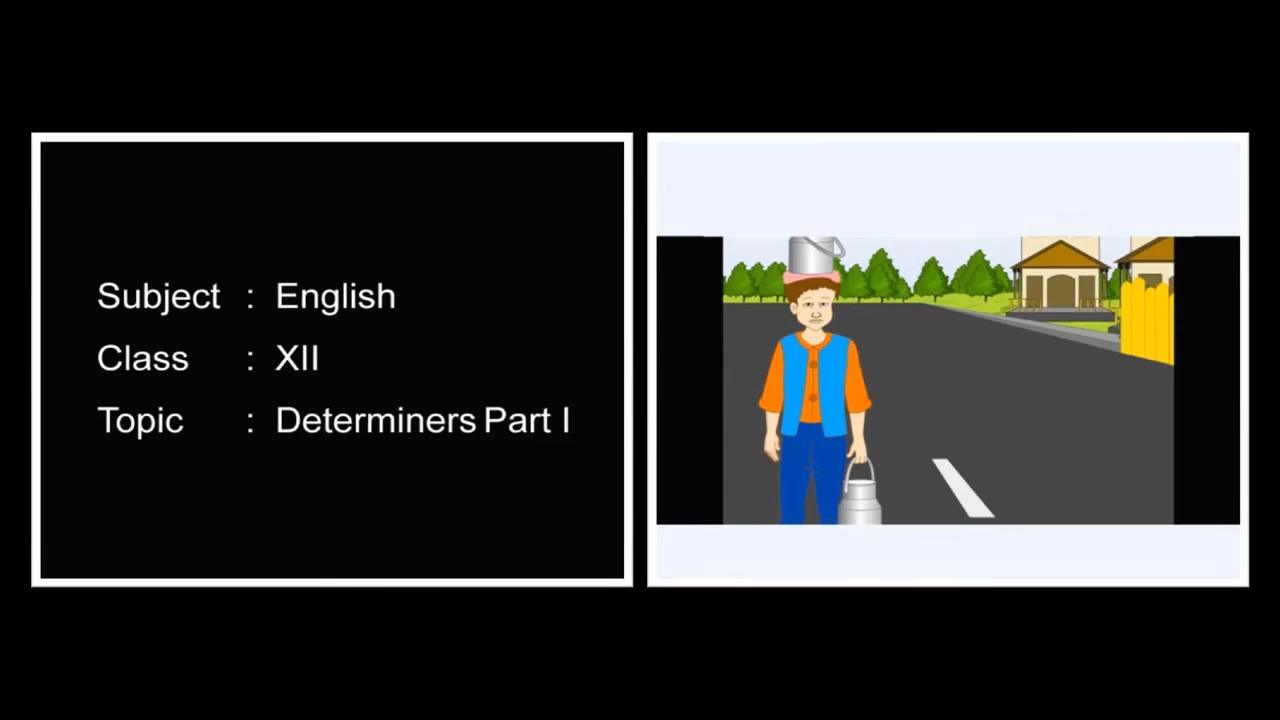 Subject : English
Class : XII
Topic : Determiners Part I